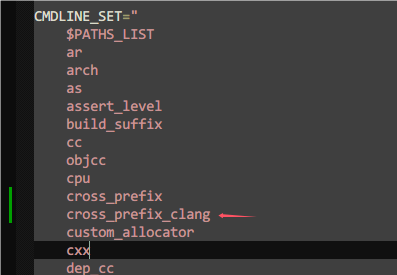 CMDLINE_SET="
$PATHS_LIST
ar
arch
as
assert_level
build_suffix
cc
objcc
cpu
cross_prefix
cross_prefix_clang
custom_allocator
cxx
dep_cc